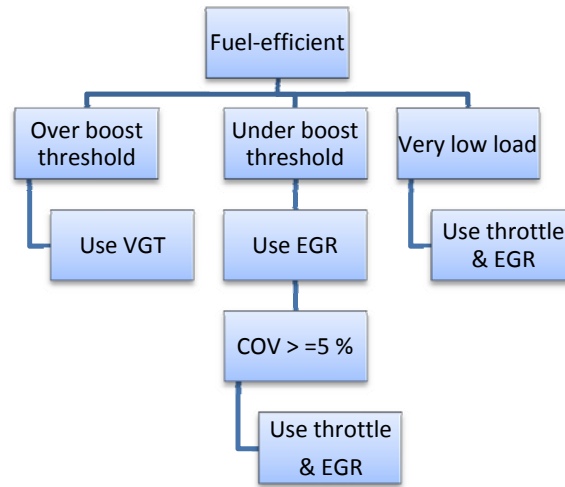 Fuel-efficient
Over boost
threshold
Under boost
threshold
Very low load
Use VGT
Use EGR
Use throttle
& EGR
COV > =5 %
Use throttle
& EGR